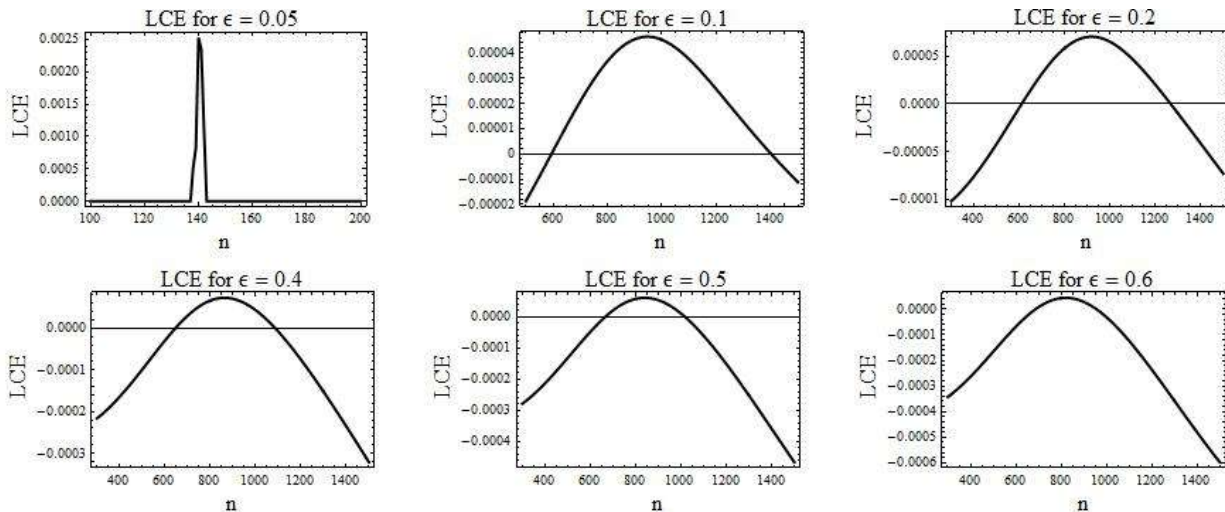 LCE for ϵ = 0.05
0.0025
0.0020
0.0015
0.0010
0.0005
0.0000
LCE
100 120 140 160 180 200
n
LCE for ϵ = 0.1
0.00004
0.00003
0.00002
0.00001
0
−0.00001
−0.00002
LCE
600 800 1000 1200 1400
n
LCE for ϵ = 0.2
0.00005
0.0000
−0.00005
−0.0001
LCE
400 600 800 1000 1200 1400
n
LCE for ϵ = 0.4
0.0000
−0.0001
−0.0002
−0.0003
LCE
400 600 800 1000 1200 1400
n
LCE for ϵ = 0.5
0.0000
−0.0001
−0.0002
−0.0003
−0.0004
LCE
400 600 800 1000 1200 1400
n
LCE for ϵ = 0.6
0.0000
−0.0001
−0.0002
−0.0003
−0.0004
−0.0005
−0.0006
LCE
400 600 800 1000 1200 1400
n